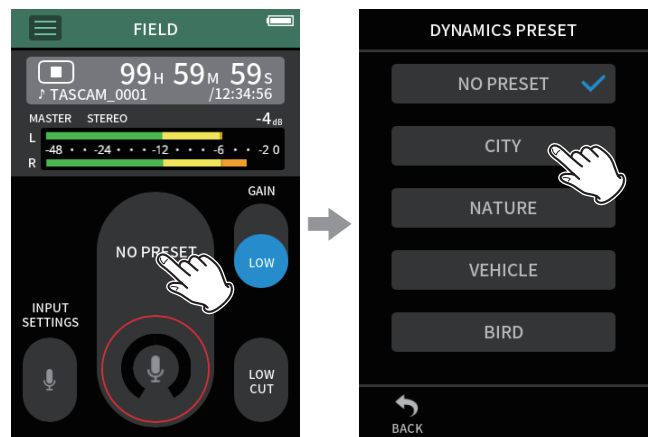 FIELD
99H 59M 59S
♪ TASCAM_0001 /12:34:56
MASTER STEREO -4dB
L
-48 · · -24 · · · -12 · · · -6 · · -2 0
R
GAIN
NO PRESET
LOW
INPUT
SETTINGS
LOW
CUT
DYNAMICS PRESET
NO PRESET
CITY
NATURE
VEHICLE
BIRD
BACK